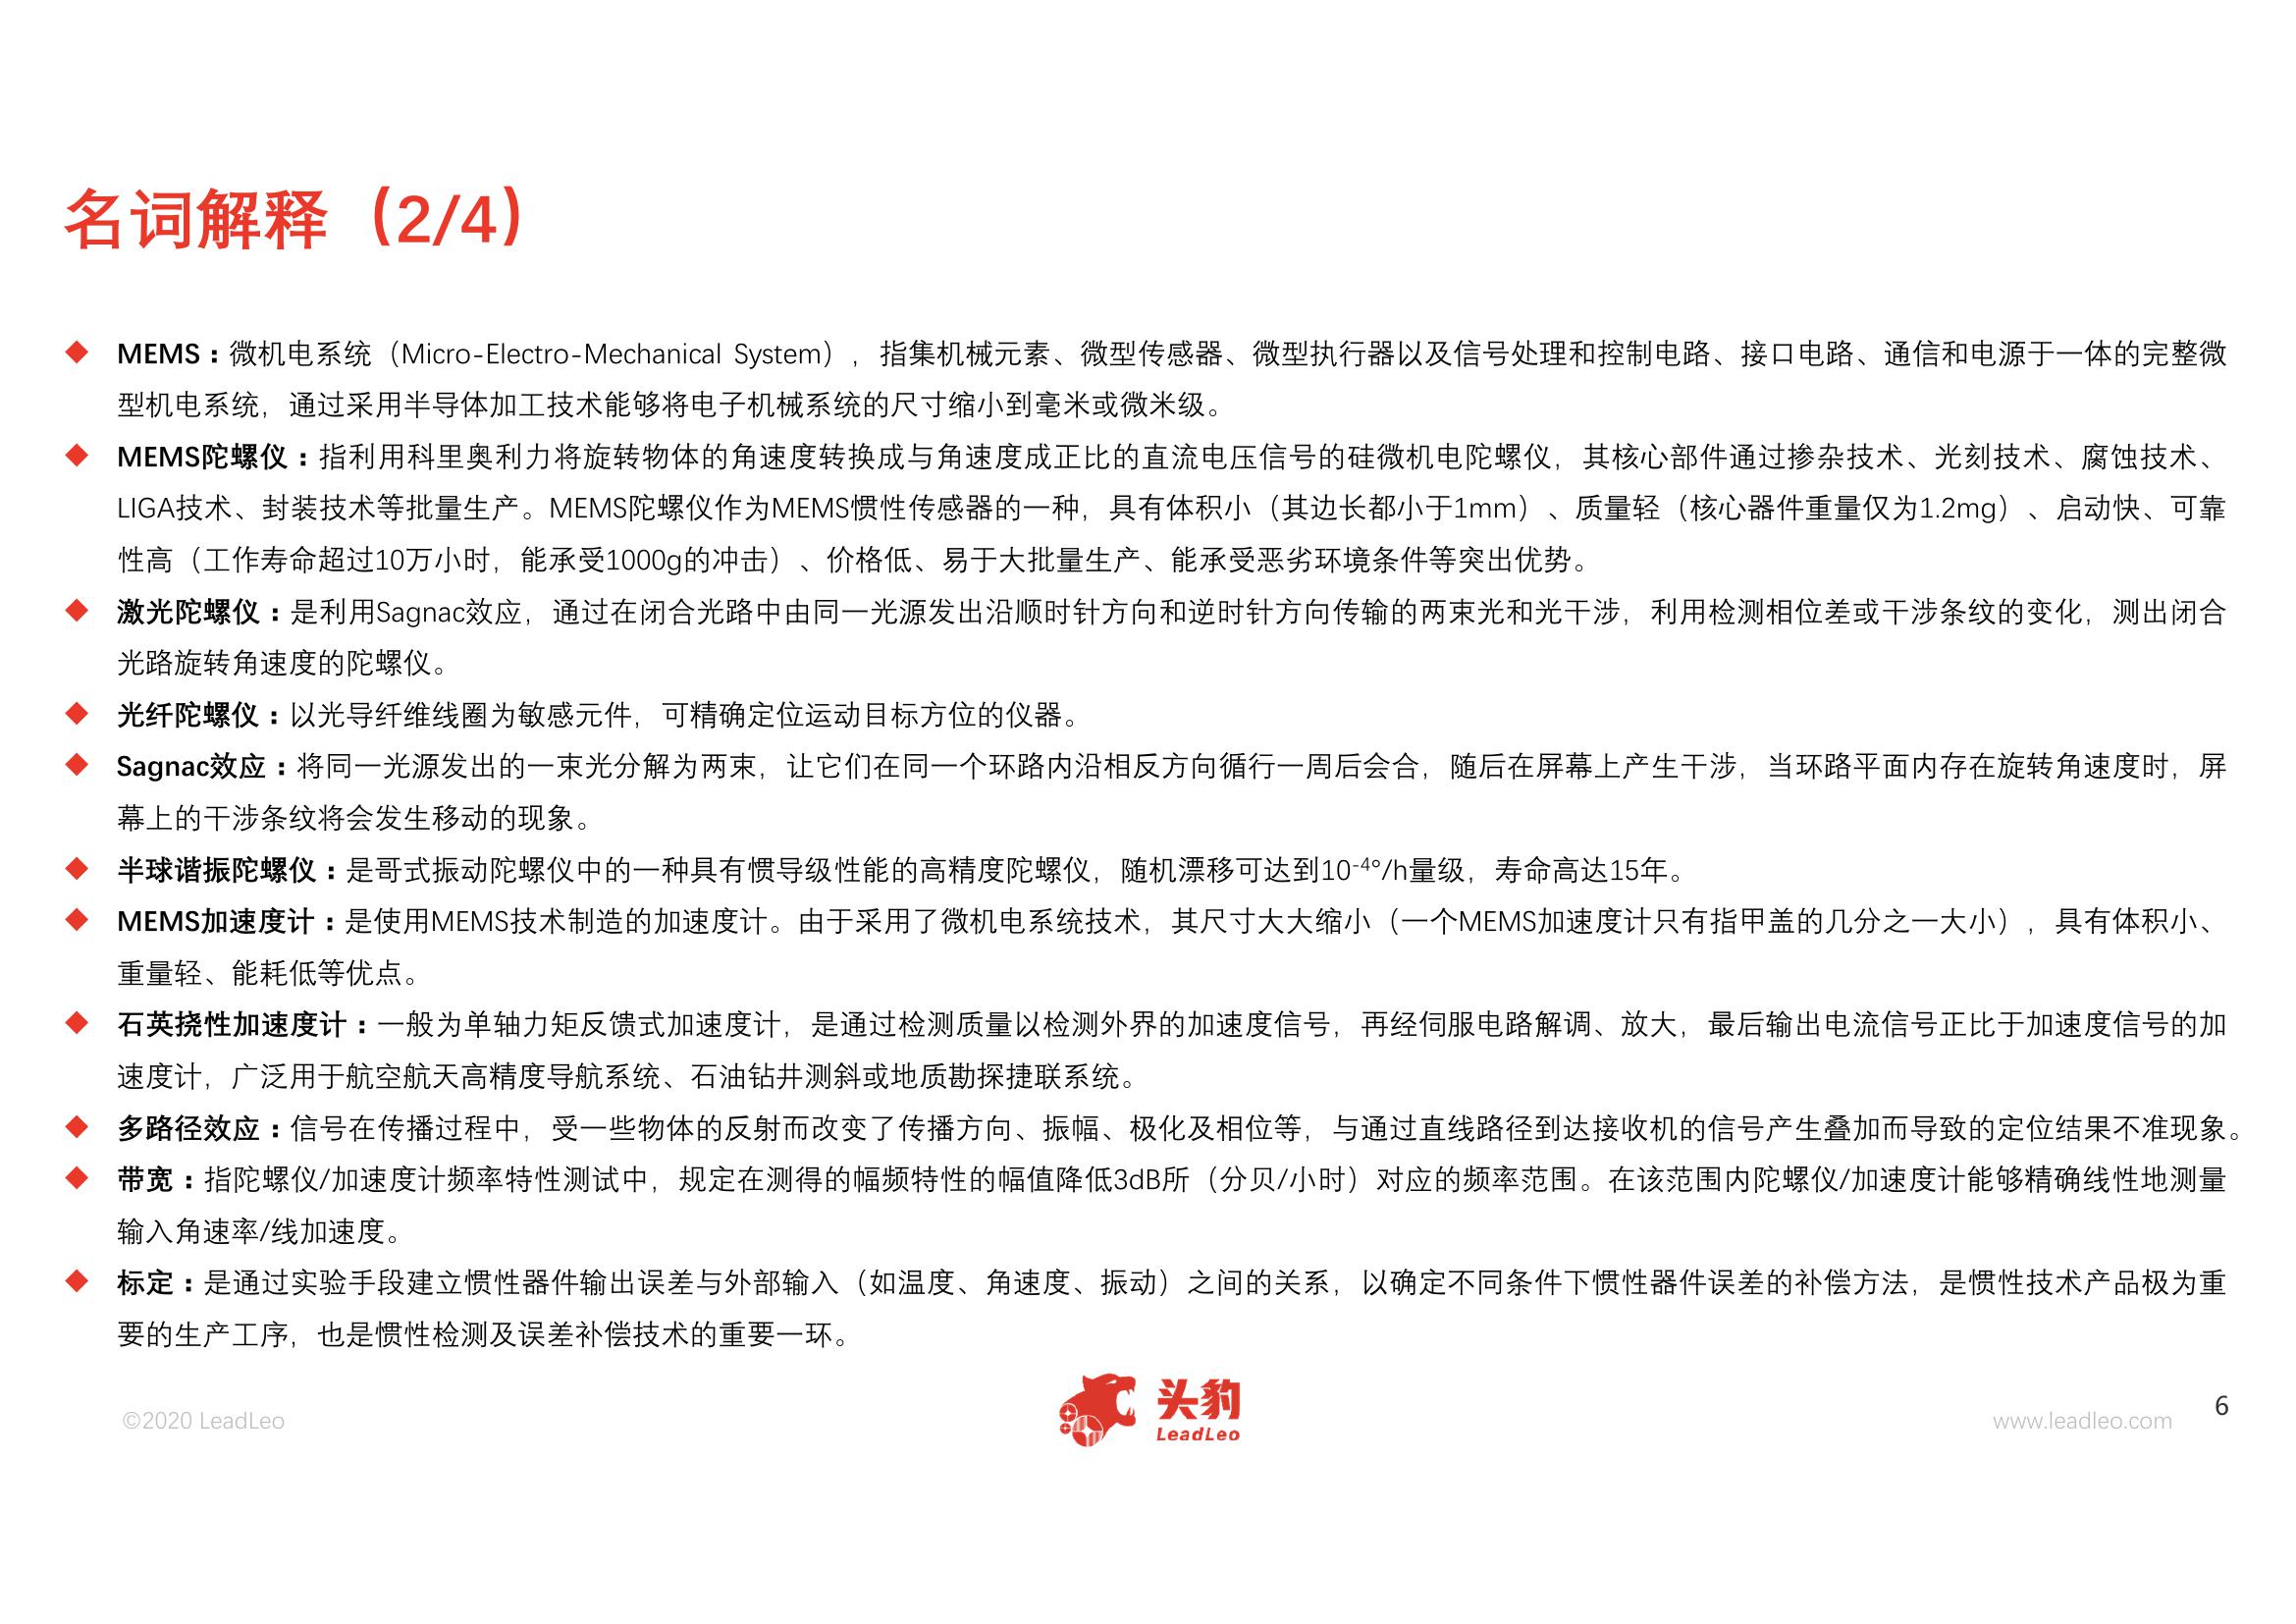 名词解释（2/4）
◆ MEMS：微机电系统（Micro-Electro-Mechanical System），指集机械元素、微型传感器、微型执行器以及信号处理和控制电路、接口电路、通信和电源于一体的完整微
型机电系统，通过采用半导体加工技术能够将电子机械系统的尺寸缩小到毫米或微米级。
◆ MEMS陀螺仪：指利用科里奥利力将旋转物体的角速度转换成与角速度成正比的直流电压信号的硅微机电陀螺仪，其核心部件通过掺杂技术、光刻技术、腐蚀技术、
LIGA技术、封装技术等批量生产。MEMS陀螺仪作为MEMS惯性传感器的一种，具有体积小（其边长都小于1mm）、质量轻（核心器件重量仅为1.2mg）、启动快、可靠
性高（工作寿命超过10万小时，能承受1000g的冲击）、价格低、易于大批量生产、能承受恶劣环境条件等突出优势。
◆ 激光陀螺仪：是利用Sagnac效应，通过在闭合光路中由同一光源发出沿顺时针方向和逆时针方向传输的两束光和光干涉，利用检测相位差或干涉条纹的变化，测出闭合
光路旋转角速度的陀螺仪。
◆ 光纤陀螺仪：以光导纤维线圈为敏感元件，可精确定位运动目标方位的仪器。
◆ Sagnac效应：将同一光源发出的一束光分解为两束，让它们在同一个环路内沿相反方向循行一周后会合，随后在屏幕上产生干涉，当环路平面内存在旋转角速度时，屏
幕上的干涉条纹将会发生移动的现象。
◆ 半球谐振陀螺仪：是哥式振动陀螺仪中的一种具有惯导级性能的高精度陀螺仪，随机漂移可达到10⁻⁴°/h量级，寿命高达15年。
◆ MEMS加速度计：是使用MEMS技术制造的加速度计。由于采用了微机电系统技术，其尺寸大大缩小（一个MEMS加速度计只有指甲盖的几分之一大小），具有体积小、
重量轻、能耗低等优点。
◆ 石英挠性加速度计：一般为单轴力矩反馈式加速度计，是通过检测质量以检测外界的加速度信号，再经伺服电路解调、放大，最后输出电流信号正比于加速度信号的加
速度计，广泛用于航空航天高精度导航系统、石油钻井测斜或地质勘探捷联系统。
◆ 多路径效应：信号在传播过程中，受一些物体的反射而改变了传播方向、振幅、极化及相位等，与通过直线路径到达接收机的信号产生叠加而导致的定位结果不准现象。
◆ 带宽：指陀螺仪/加速度计频率特性测试中，规定在测得的幅频特性的幅值降低3dB所（分贝/小时）对应的频率范围。在该范围内陀螺仪/加速度计能够精确线性地测量
输入角速率/线加速度。
◆ 标定：是通过实验手段建立惯性器件输出误差与外部输入（如温度、角速度、振动）之间的关系，以确定不同条件下惯性器件误差的补偿方法，是惯性技术产品极为重
要的生产工序，也是惯性检测及误差补偿技术的重要一环。
©2020 LeadLeo
头豹
LeadLeo
www.leadleo.com
6